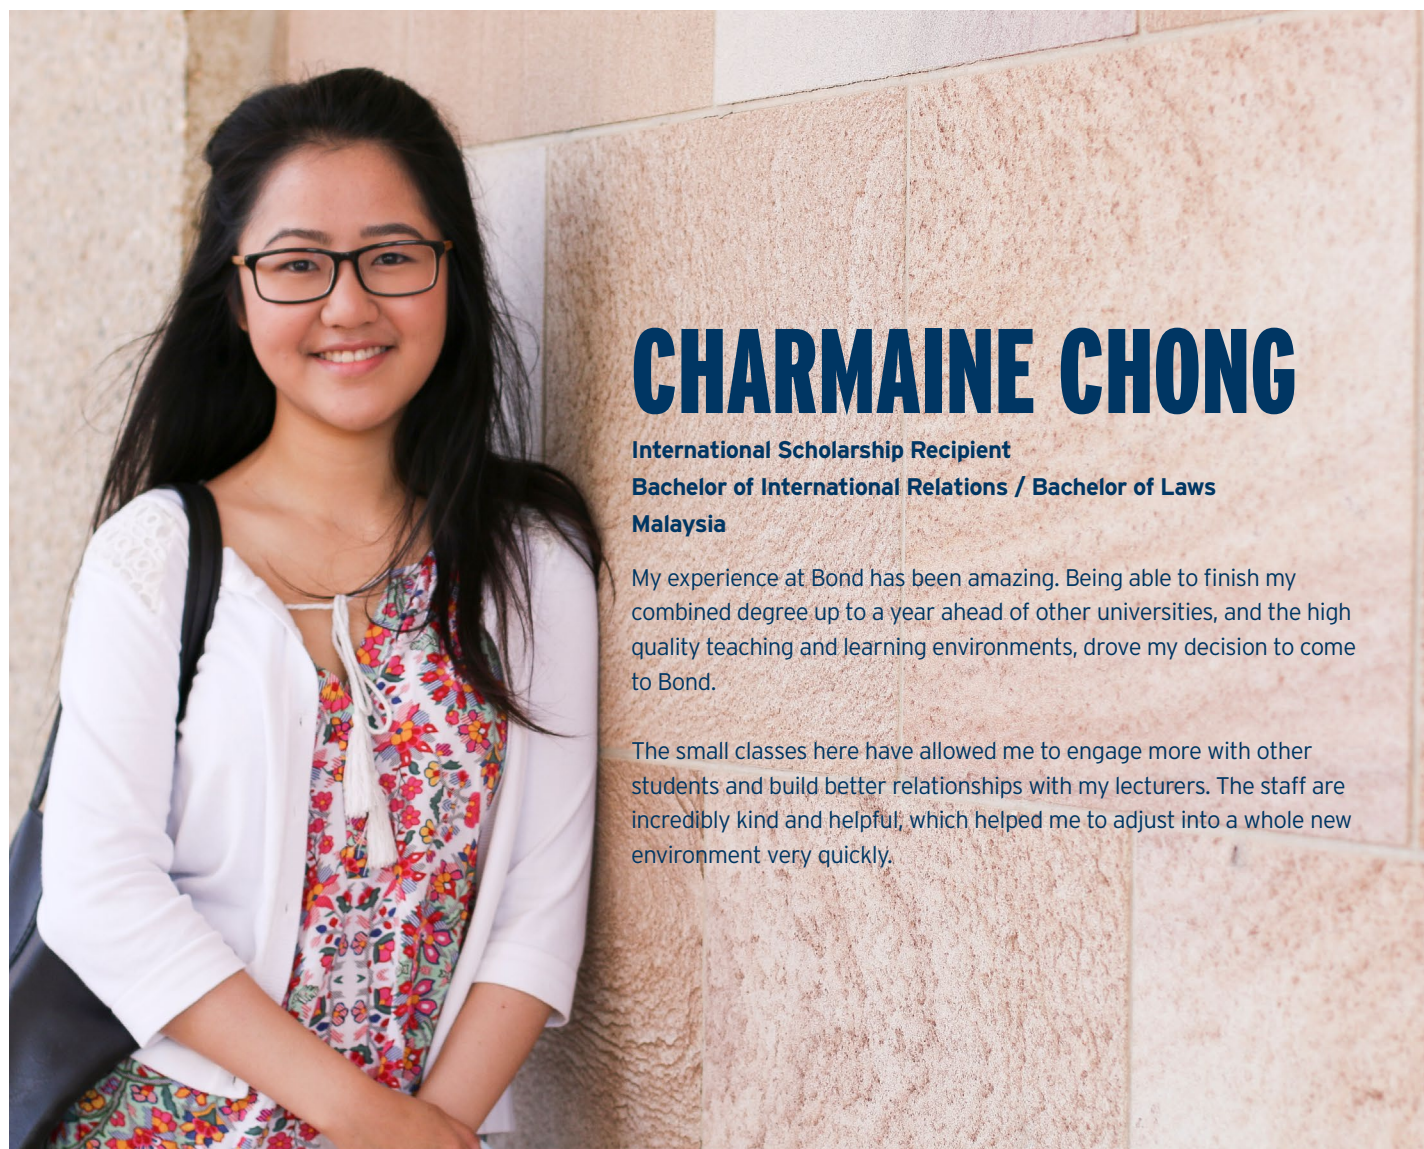 CHARMAINE CHONG
International Scholarship Recipient
Bachelor of International Relations / Bachelor of Laws
Malaysia
My experience at Bond has been amazing. Being able to finish my
combined degree up to a year ahead of other universities, and the high
quality teaching and learning environments, drove my decision to come
to Bond.
The small classes here have allowed me to engage more with other
students and build better relationships with my lecturers. The staff are
incredibly kind and helpful, which helped me to adjust into a whole new
environment very quickly.